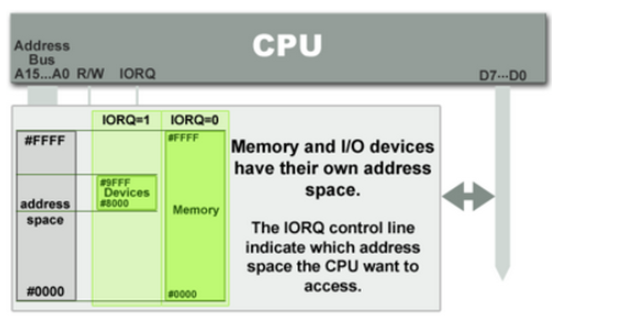 CPU
Address
Bus
A15...A0 R/W IORQ
D7...D0
IORQ=1 IORQ=0
#FFFF
#FFFF
#9FFF
Devices
#8000
address
space
Memory
#0000
#0000
Memory and I/O devices
have their own address
space.
The IORQ control line
indicate which address
space the CPU want to
access.